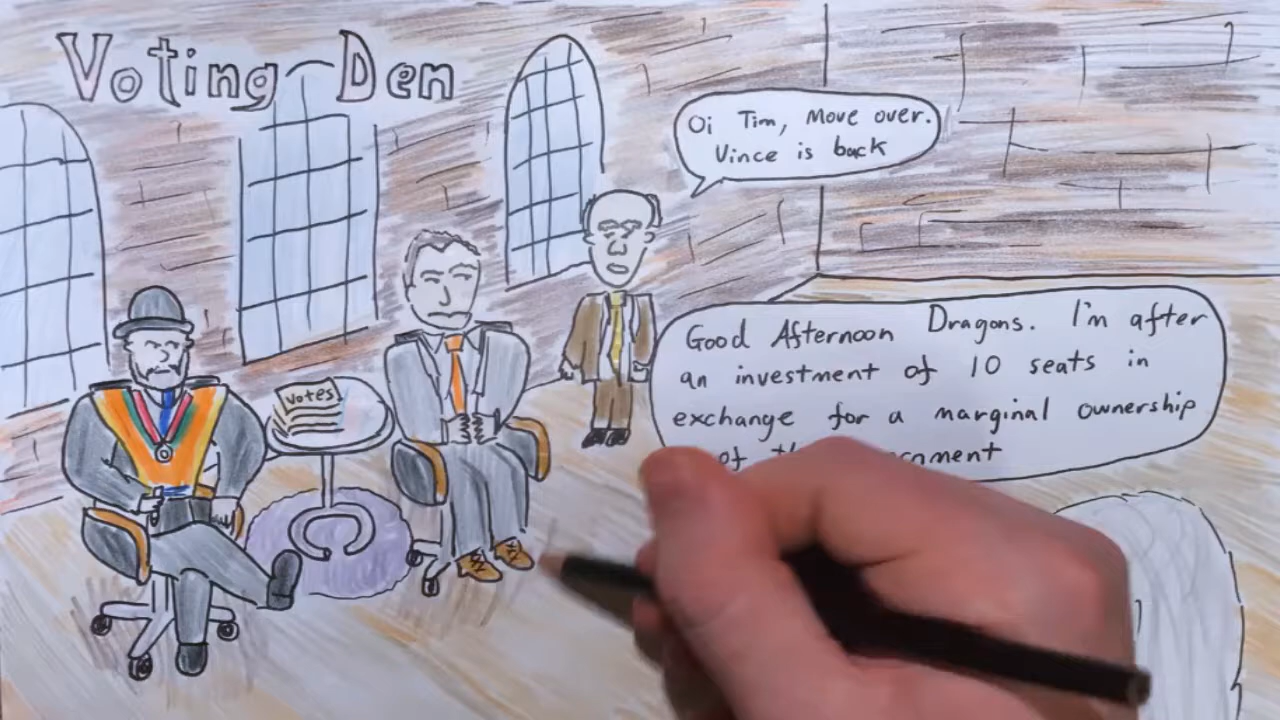 Voting Den
Oi Tim, Move over.
Vince is back
votes
Good Afternoon Dragons. I'm after
an investment of 10 seats in
exchange for a marginal ownership
of